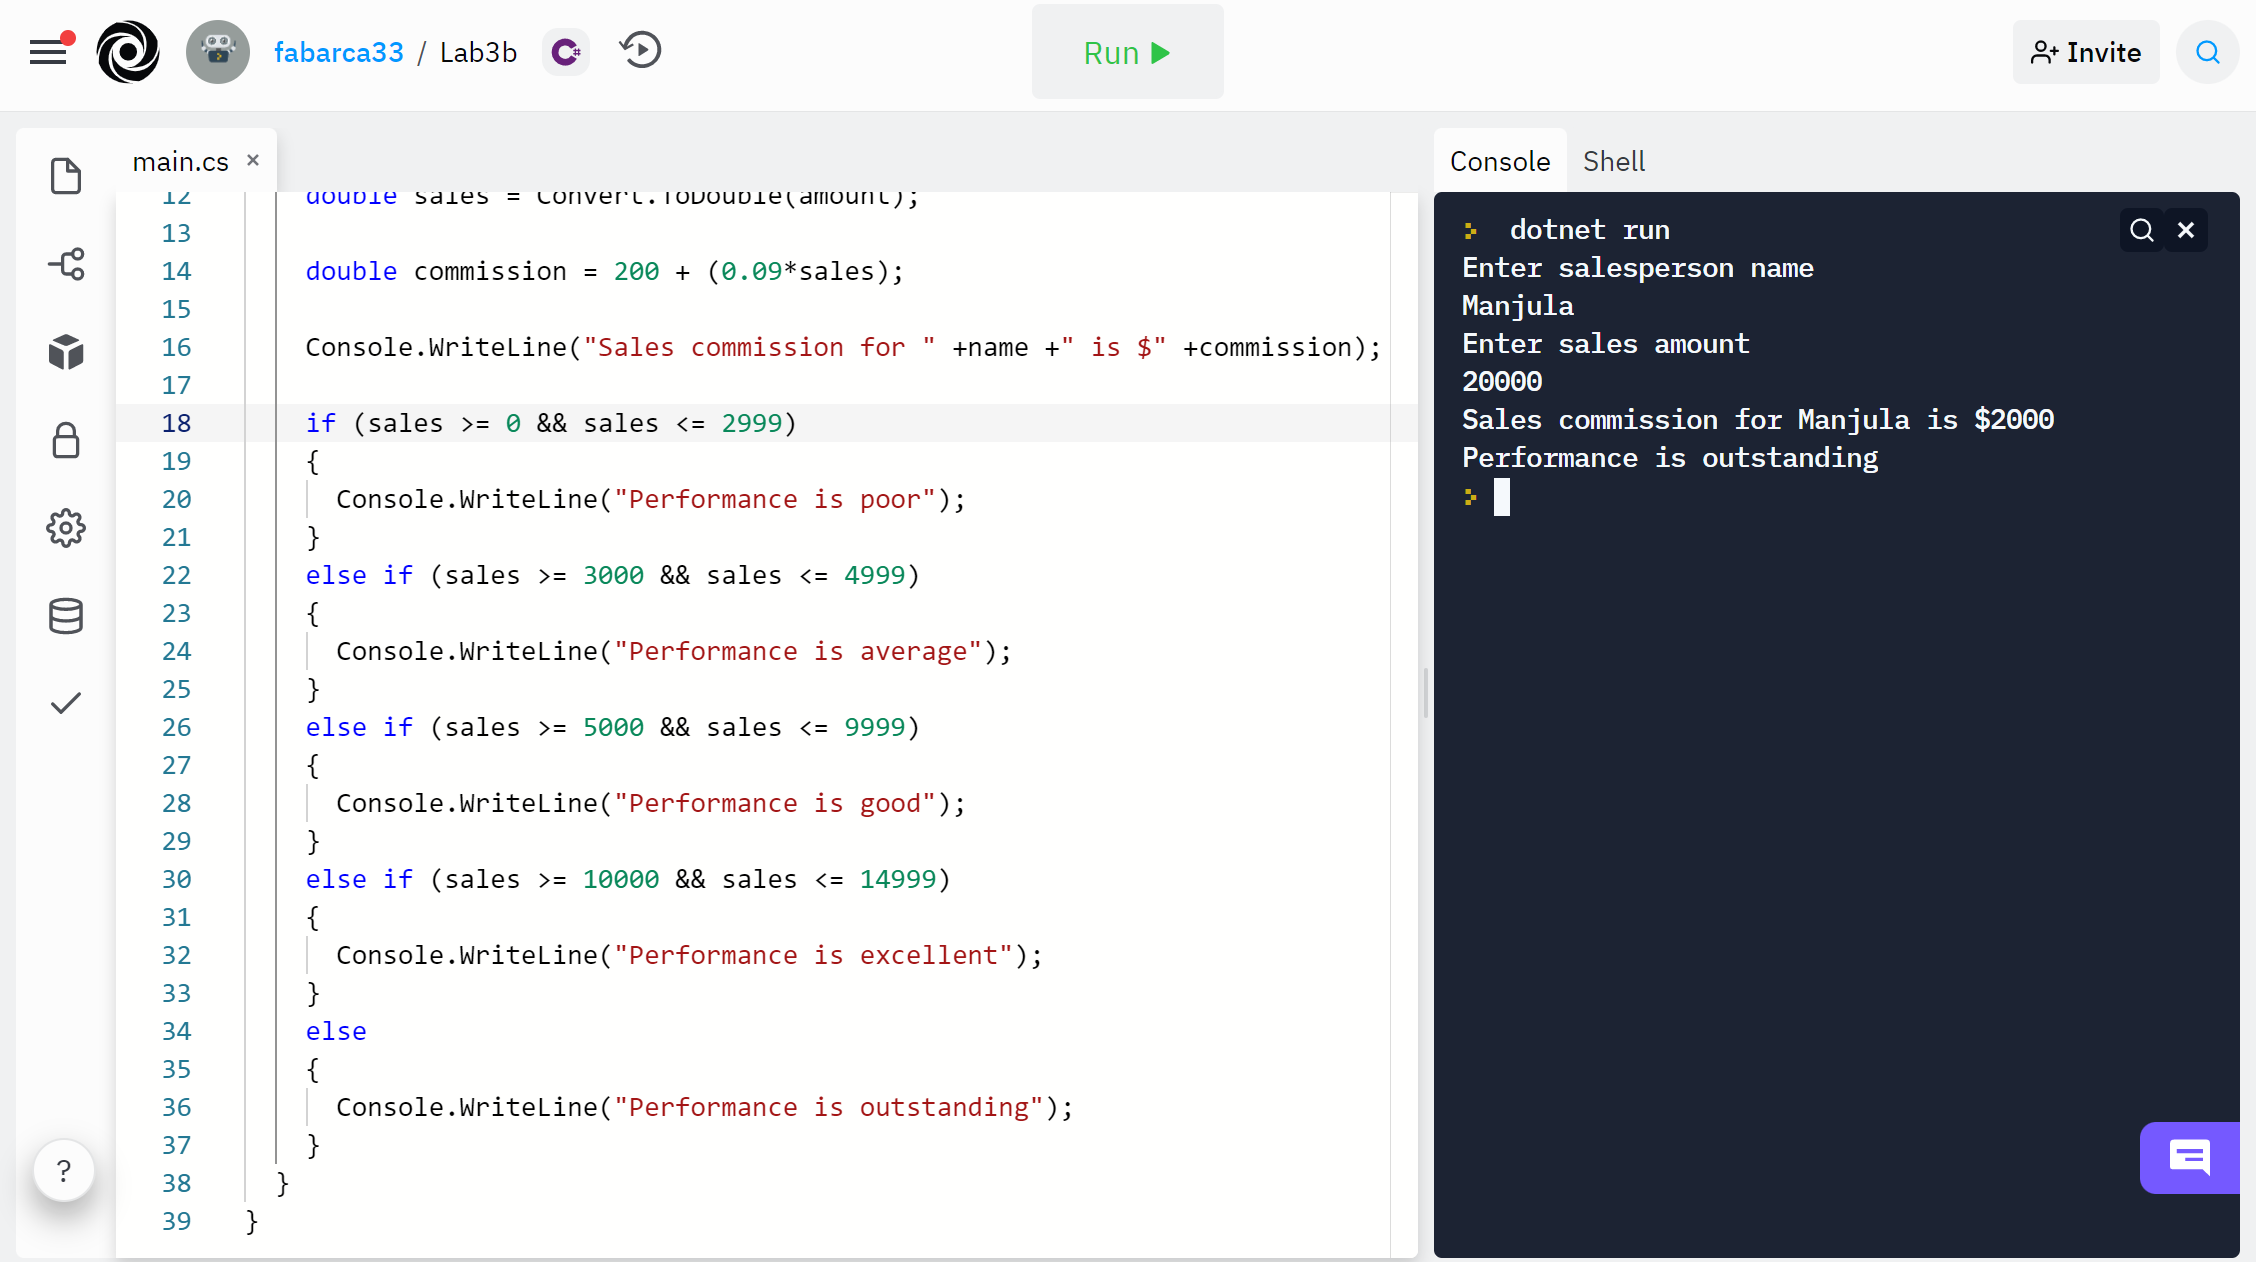 fabarca33 / Lab3b
Run
Invite
main.cs
12 double sales = Convert.ToDouble(amount);
13
14 double commission = 200 + (0.09*sales);
15
16 Console.WriteLine("Sales commission for " +name +" is $" +commission);
17
18 if (sales >= 0 && sales <= 2999)
19 {
20 Console.WriteLine("Performance is poor");
21 }
22 else if (sales >= 3000 && sales <= 4999)
23 {
24 Console.WriteLine("Performance is average");
25 }
26 else if (sales >= 5000 && sales <= 9999)
27 {
28 Console.WriteLine("Performance is good");
29 }
30 else if (sales >= 10000 && sales <= 14999)
31 {
32 Console.WriteLine("Performance is excellent");
33 }
34 else
35 {
36 Console.WriteLine("Performance is outstanding");
37 }
38 }
39 }
?
Console Shell
dotnet run
Enter salesperson name
Manjula
Enter sales amount
20000
Sales commission for Manjula is $2000
Performance is outstanding